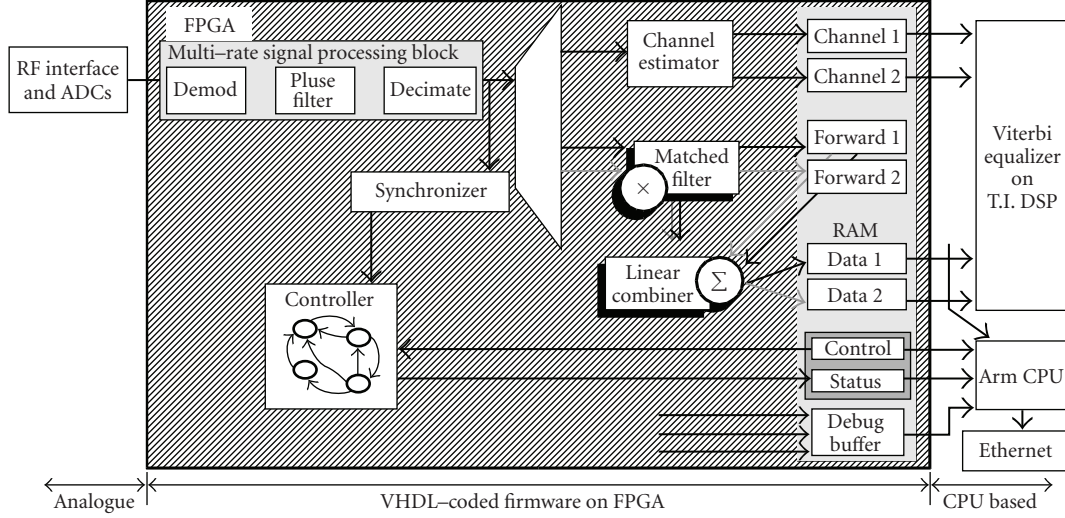 FPGA
Multi–rate signal processing block
RF interface
and ADCs
Demod
Pluse
filter
Decimate
Channel
estimator
Channel 1
Channel 2
Viterbi
equalizer
on
T.I. DSP
Synchronizer
×
Matched
filter
Forward 1
Forward 2
RAM
Linear
combiner
Σ
Data 1
Data 2
Controller
Control
Status
Arm CPU
Debug
buffer
Ethernet
Analogue
VHDL–coded firmware on FPGA
CPU based